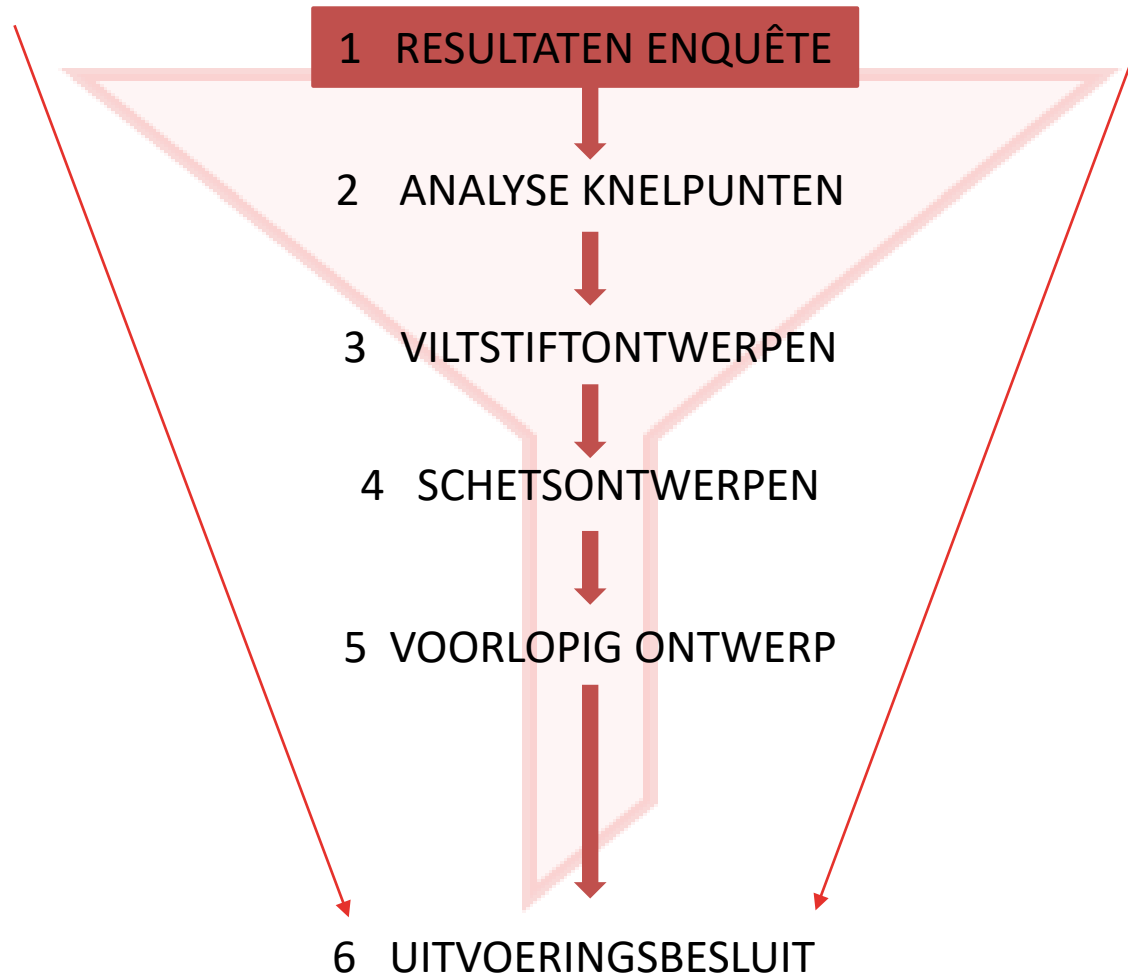 1 RESULTATEN ENQUÊTE
2 ANALYSE KNELPUNTEN
3 VILTSTIFTONTWERPEN
4 SCHETSONTWERPEN
5 VOORLOPIG ONTWERP
6 UITVOERINGSBESLUIT